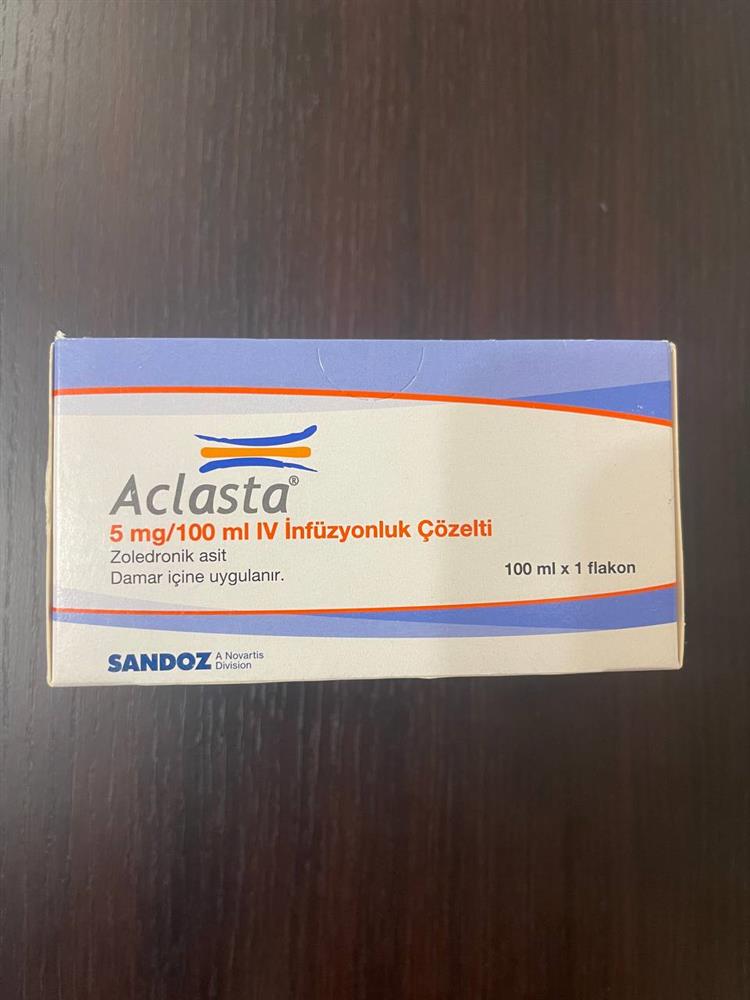 Aclasta®
5 mg/100 ml IV İnfüzyonluk Çözelti
Zoledronik asit
Damar içine uygulanır.
100 ml x 1 flakon
SANDOZ A Novartis
Division